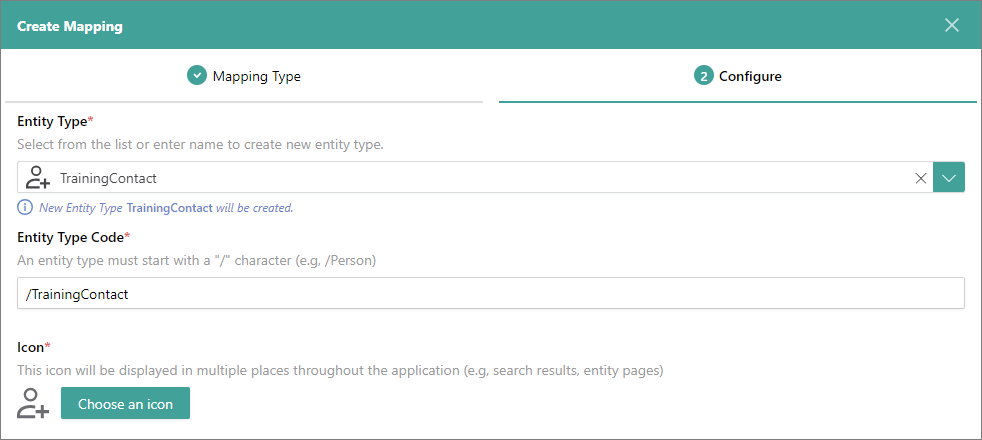 Create Mapping
Mapping Type
2 Configure
Entity Type*
Select from the list or enter name to create new entity type.
TrainingContact
New Entity Type TrainingContact will be created.
Entity Type Code*
An entity type must start with a "/" character (e.g, /Person)
/TrainingContact
Icon*
This icon will be displayed in multiple places throughout the application (e.g, search results, entity pages)
Choose an icon